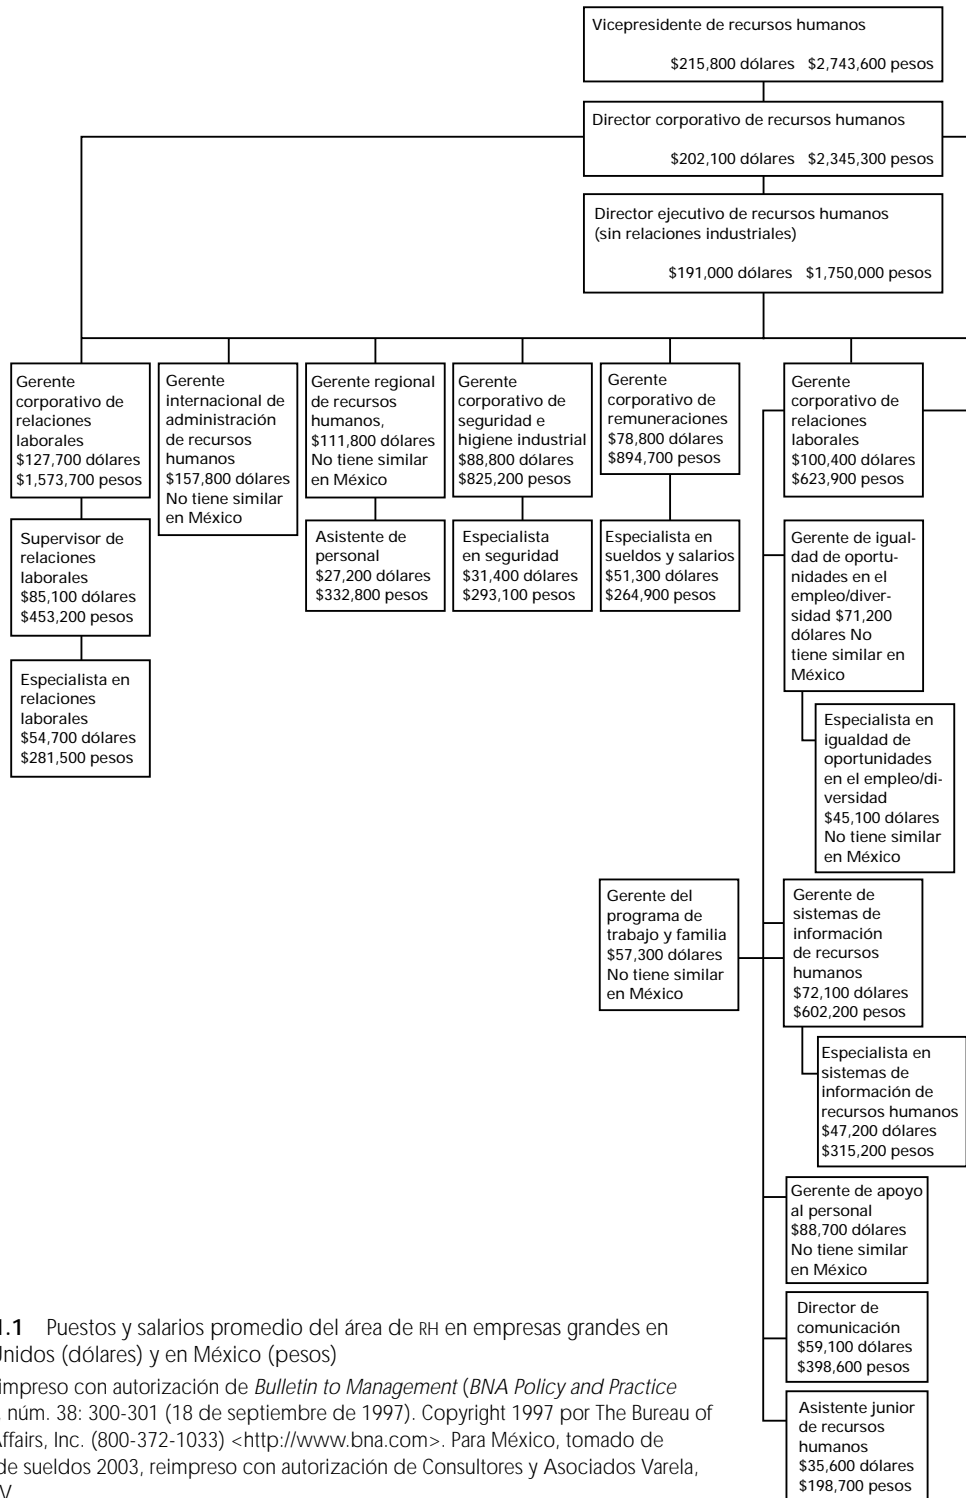 Vicepresidente de recursos humanos
$215,800 dólares $2,743,600 pesos
Director corporativo de recursos humanos
$202,100 dólares $2,345,300 pesos
Director ejecutivo de recursos humanos
(sin relaciones industriales)
$191,000 dólares $1,750,000 pesos
Gerente
corporativo de
relaciones
laborales
$127,700 dólares
$1,573,700 pesos
Supervisor de
relaciones
laborales
$85,100 dólares
$453,200 pesos
Especialista en
relaciones
laborales
$54,700 dólares
$281,500 pesos
Gerente
internacional de
administración
de recursos
humanos
$157,800 dólares
No tiene similar
en México
Gerente regional
de recursos
humanos,
$111,800 dólares
No tiene similar
en México
Asistente de
personal
$27,200 dólares
$332,800 pesos
Gerente
corporativo de
seguridad e
higiene industrial
$88,800 dólares
$825,200 pesos
Especialista
en seguridad
$31,400 dólares
$293,100 pesos
Gerente
corporativo de
remuneraciones
$78,800 dólares
$894,700 pesos
Especialista en
sueldos y salarios
$51,300 dólares
$264,900 pesos
Gerente
corporativo de
relaciones
laborales
$100,400 dólares
$623,900 pesos
Gerente de igual-
dad de oportu-
nidades en el
empleo/diver-
sidad $71,200
dólares No
tiene similar en
México
Especialista en
igualdad de
oportunidades
en el empleo/di-
versidad
$45,100 dólares
No tiene similar
en México
Gerente del
programa de
trabajo y familia
$57,300 dólares
No tiene similar
en México
Gerente de
sistemas de
información
de recursos
humanos
$72,100 dólares
$602,200 pesos
Especialista en
sistemas de
información de
recursos humanos
$47,200 dólares
$315,200 pesos
Gerente de apoyo
al personal
$88,700 dólares
No tiene similar
en México
Director de
comunicación
$59,100 dólares
$398,600 pesos
Asistente junior
de recursos
humanos
$35,600 dólares
$198,700 pesos
1.1 Puestos y salarios promedio del área de RH en empresas grandes en
Unidos (dólares) y en México (pesos)
impreso con autorización de Bulletin to Management (BNA Policy and Practice
, núm. 38: 300-301 (18 de septiembre de 1997). Copyright 1997 por The Bureau of
Affairs, Inc. (800-372-1033) <http://www.bna.com>. Para México, tomado de
de sueldos 2003, reimpreso con autorización de Consultores y Asociados Varela,